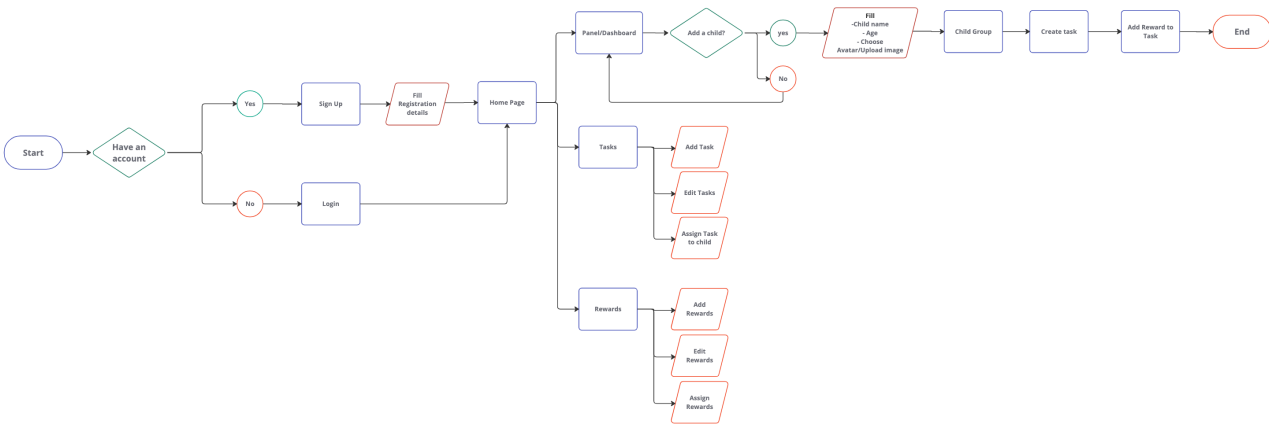 Start
Have an
account
Yes
Sign Up
Fill
Registration
details
Home Page
No
Login
Panel/Dashboard
Add a child?
yes
No
Fill
-Child name
- Age
- Choose
Avatar/Upload image
Child Group
Create task
Add Reward to
Task
End
Tasks
Add Task
Edit Tasks
Assign Task
to child
Rewards
Add
Rewards
Edit
Rewards
Assign
Rewards